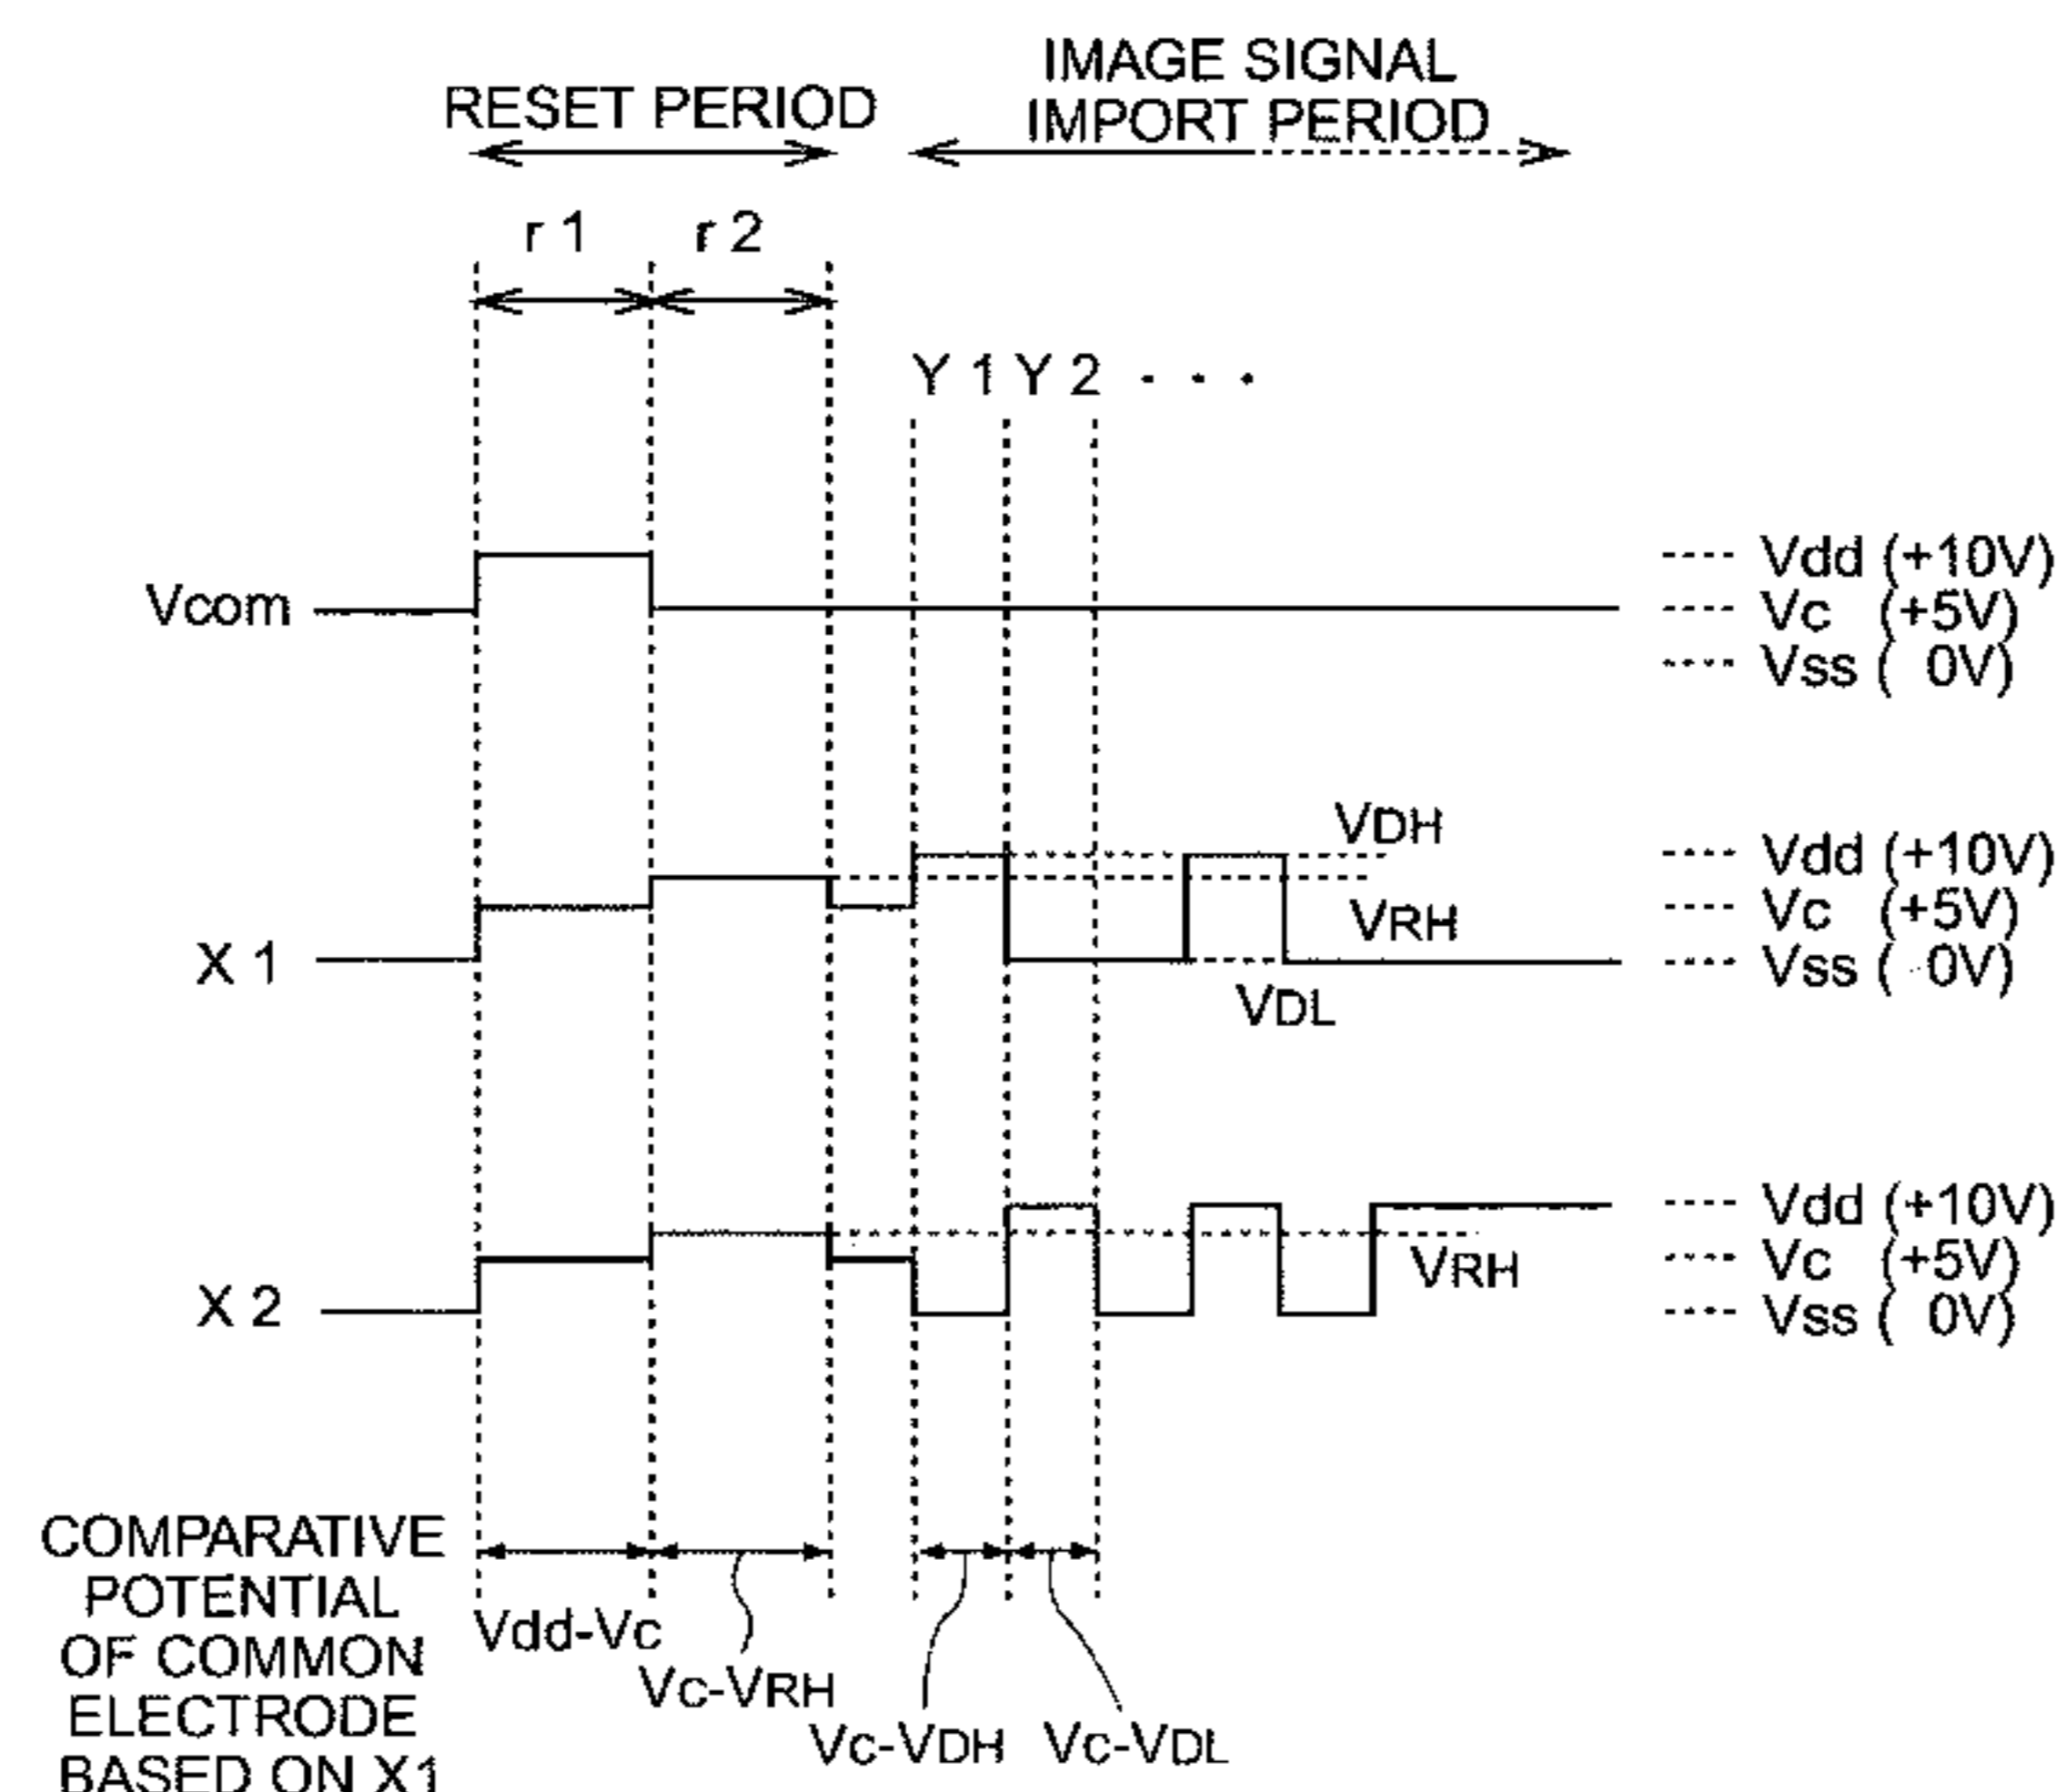 IMAGE SIGNAL
RESET PERIOD
IMPORT PERIOD
r 1
r 2
Y 1 Y 2 · · ·
Vcom
Vdd (+10V)
Vc (+5V)
Vss ( 0V)
VDH
VRH
X 1
VDL
Vdd (+10V)
Vc (+5V)
Vss ( 0V)
X 2
VRH
Vdd (+10V)
Vc (+5V)
Vss ( 0V)
COMPARATIVE
POTENTIAL
OF COMMON
ELECTRODE
BASED ON X1
Vdd-Vc
Vc-VRH
Vc-VDH
Vc-VDL